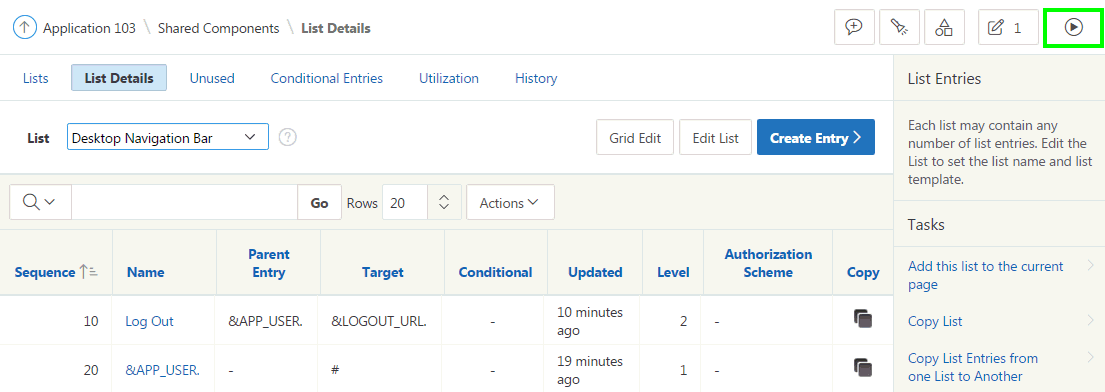 Application 103 \ Shared Components \ List Details
1
Lists List Details Unused Conditional Entries Utilization History
List Desktop Navigation Bar ? Grid Edit Edit List Create Entry
Go Rows 20 Actions
Sequence Name Parent Entry Target Conditional Updated Level Authorization Scheme Copy
10 Log Out &APP_USER. &LOGOUT_URL. - 10 minutes ago 2 -
20 &APP_USER. - # - 19 minutes ago 1 -
List Entries
Each list may contain any
number of list entries. Edit the
List to set the list name and list
template.
Tasks
Add this list to the current
page
Copy List
Copy List Entries from
one List to Another